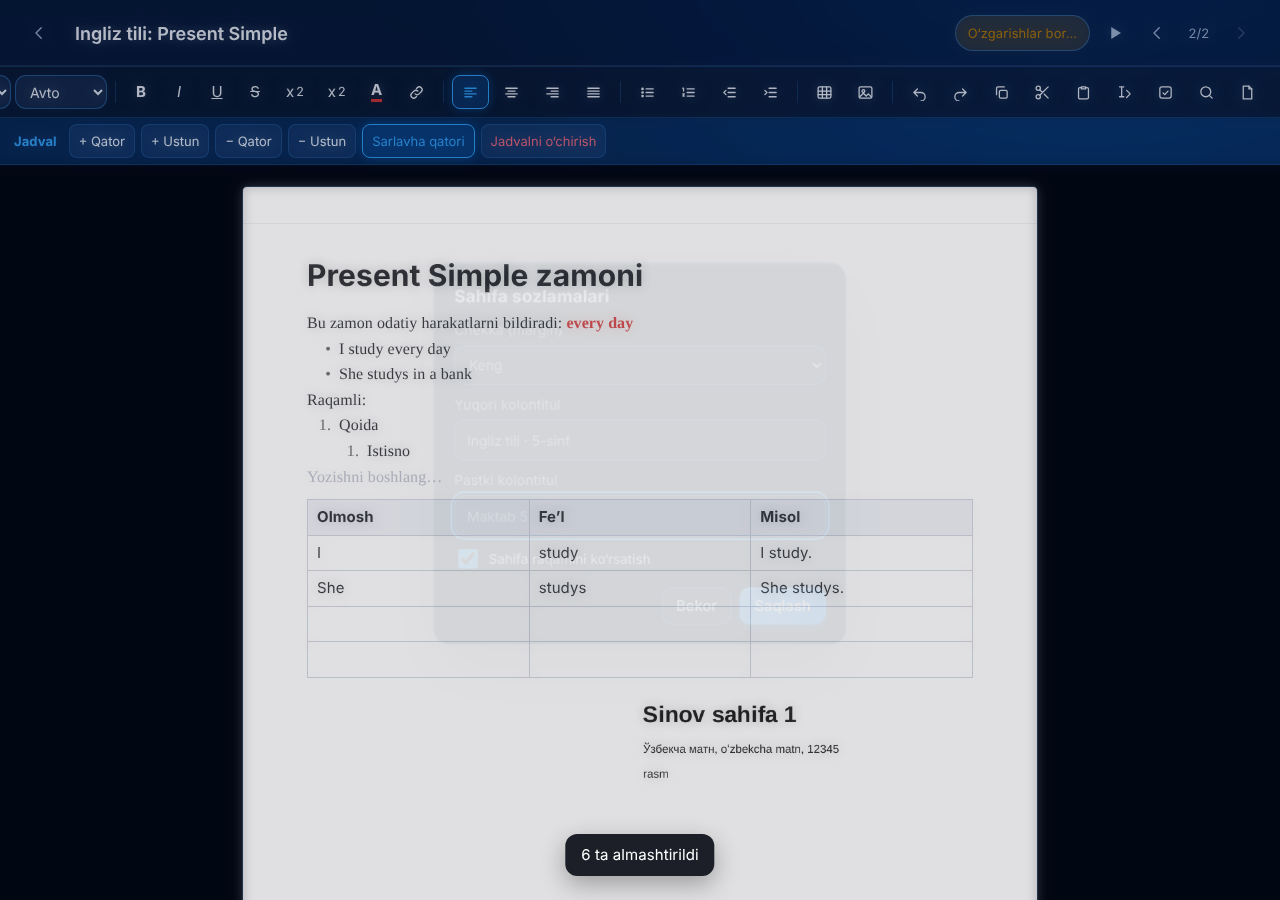 Ingliz tili: Present Simple
O'zgarishlar bor...
2/2
Avto
B I U S x2 x2 A
Jadval
+ Qator
+ Ustun
− Qator
− Ustun
Sarlavha qatori
Jadvalni o'chirish
Present Simple zamoni
Sahifa sozlamalari
Bu zamon odatiy harakatlarni bildiradi: every day
• I study every day
Keng
• She studys in a bank
Raqamli:
Yuqori kolontitul
1. Qoida
Ingliz tili · 5-sinf
1. Istisno
Yozishni boshlang…
Pastki kolontitul
Maktab 5
Olmosh Fe’l Misol
I study I study.
Sahifa raqamini ko'rsatish
She studys She studys.
Bekor
Saqlash
Sinov sahifa 1
Ўзбекча матн, o'zbekcha matn, 12345
rasm
6 ta almashtirildi